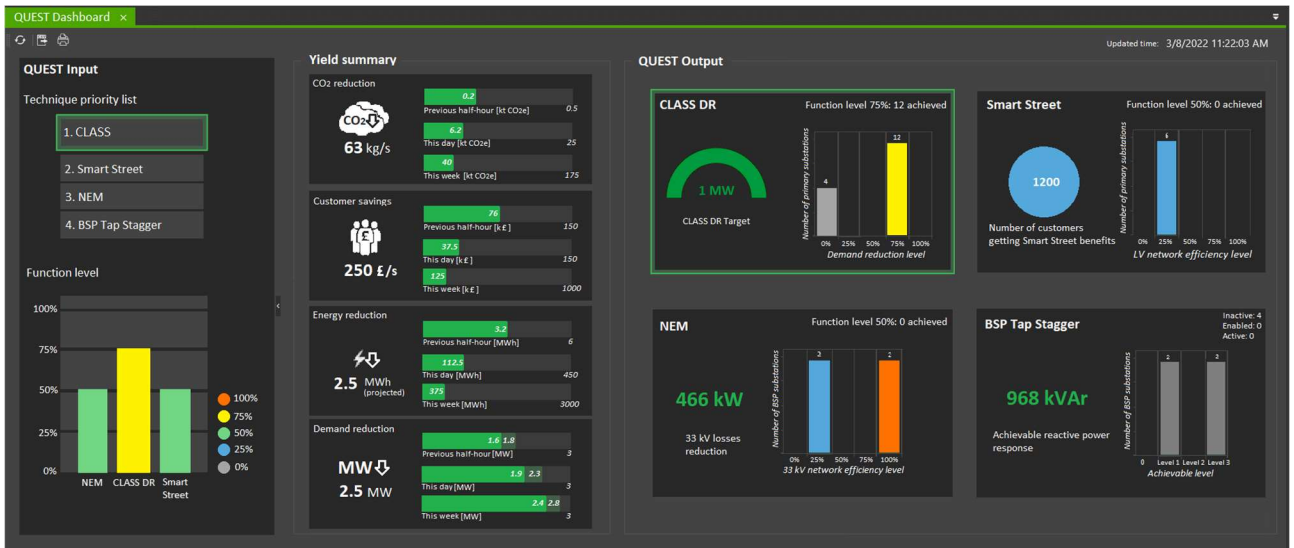 QUEST Dashboard ×
Updated time: 3/8/2022 11:22:03 AM
QUEST Input
Technique priority list
1. CLASS
2. Smart Street
3. NEM
4. BSP Tap Stagger
Function level
100%
75%
50%
25%
0%
NEM CLASS DR Smart
Street
100%
75%
50%
25%
0%
Yield summary
CO2 reduction
CO2
63 kg/s
0.2
Previous half-hour [kt CO2e] 0.5
6.2
This day [kt CO2e] 25
40
This week [kt CO2e] 175
Customer savings
£
250 £/s
76
Previous half-hour [k£] 150
37.5
This day [k£] 150
125
This week [k£] 1000
Energy reduction
2.5 MWh
(projected)
3.2
Previous half-hour [MWh] 6
112.5
This day [MWh] 450
375
This week [MWh] 3000
Demand reduction
MW
2.5 MW
1.6 1.8
Previous half-hour [MW] 3
1.9 2.3
This day [MW] 3
2.4 2.8
This week [MW] 3
QUEST Output
CLASS DR
Function level 75%: 12 achieved
1 MW
CLASS DR Target
Number of primary substations
4
12
0% 25% 50% 75% 100%
Demand reduction level
Smart Street
Function level 50%: 0 achieved
1200
Number of customers
getting Smart Street benefits
Number of primary substations
6
0% 25% 50% 75% 100%
LV network efficiency level
NEM
Function level 50%: 0 achieved
466 kW
33 kV losses
reduction
Number of BSP substations
3
2
0% 25% 50% 75% 100%
33 kV network efficiency level
BSP Tap Stagger
Inactive: 4
Enabled: 0
Active: 0
968 kVAr
Achievable reactive power
response
Number of BSP substations
2
2
0 Level 1 Level 2 Level 3
Achievable level